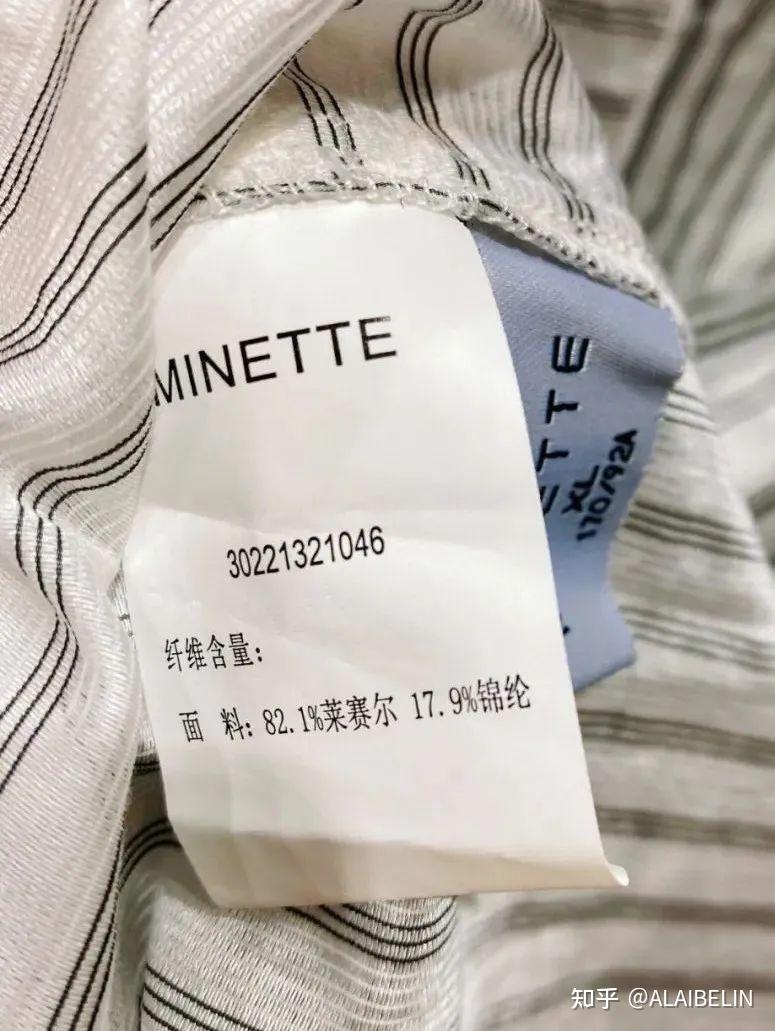 MINETTE
30221321046
纤维含量:
面 料: 82.1%莱赛尔 17.9%锦纶
ETTE
XL
170/92A
知乎 @ALAIBELIN